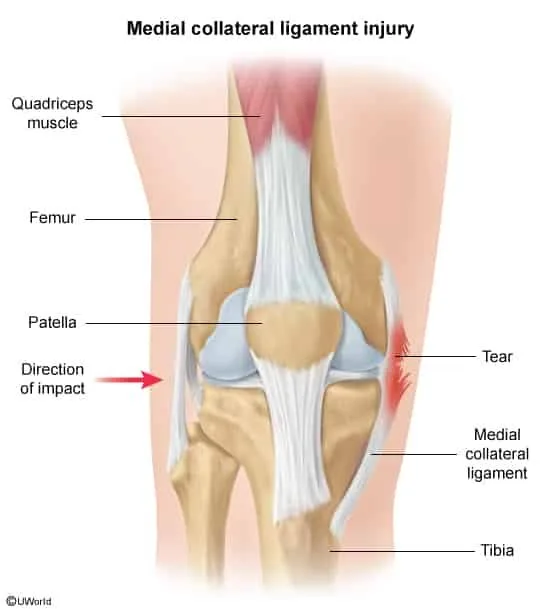 Medial collateral ligament injury
Quadriceps
muscle
Femur
Patella
Direction
of impact
Tear
Medial
collateral
ligament
Tibia
©UWorld